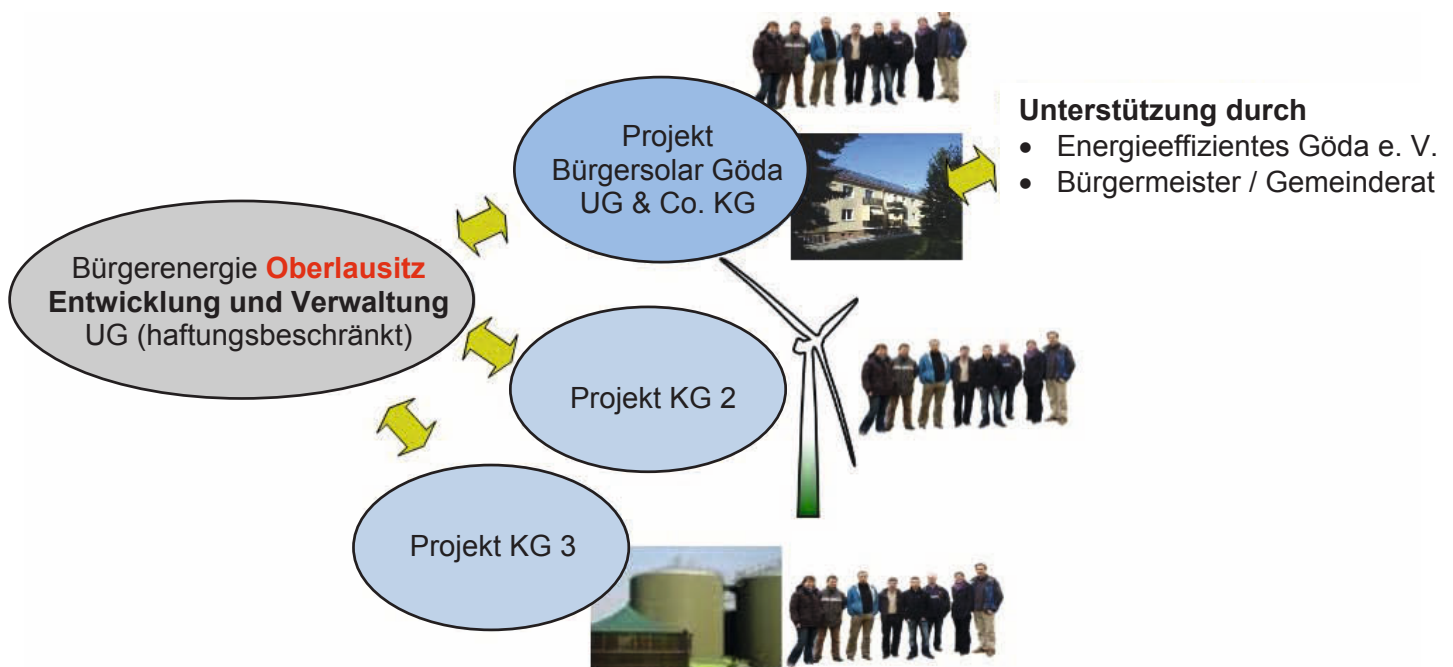 Projekt
Bürgersolar Göda
UG & Co. KG
Unterstützung durch
• Energieeffizientes Göda e. V.
• Bürgermeister / Gemeinderat
Bürgerenergie Oberlausitz
Entwicklung und Verwaltung
UG (haftungsbeschränkt)
Projekt KG 2
Projekt KG 3